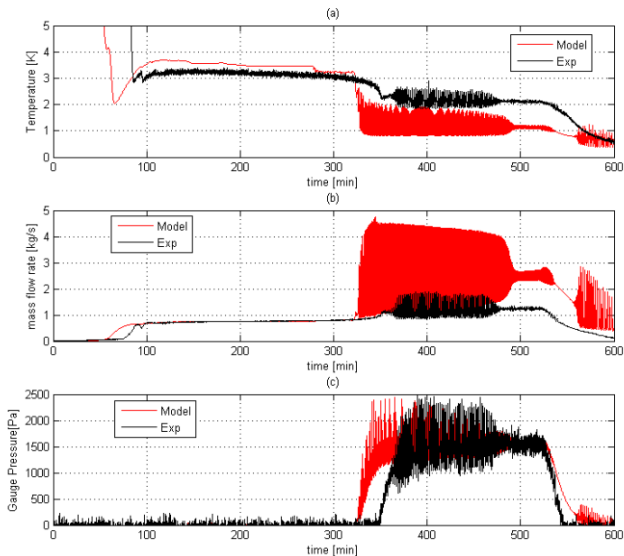 (a)
5
4
3
2
1
0
Temperature [K]
Model
Exp
0 100 200 300 400 500 600
time [min]
(b)
5
4
3
2
1
0
mass flow rate [kg/s]
Model
Exp
0 100 200 300 400 500 600
time [min]
(c)
2500
2000
1500
1000
500
0
Gauge Pressure[Pa]
Model
Exp
0 100 200 300 400 500 600
time [min]